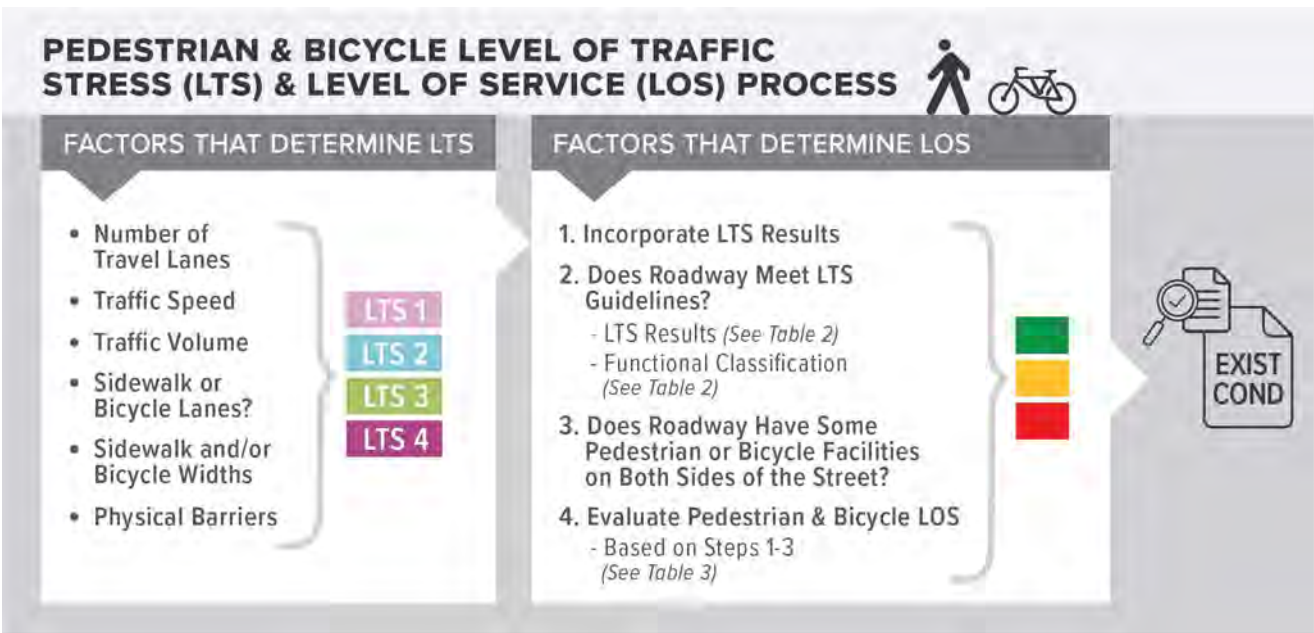 PEDESTRIAN & BICYCLE LEVEL OF TRAFFIC
STRESS (LTS) & LEVEL OF SERVICE (LOS) PROCESS
FACTORS THAT DETERMINE LTS
• Number of
Travel Lanes
• Traffic Speed
• Traffic Volume
• Sidewalk or
Bicycle Lanes?
• Sidewalk and/or
Bicycle Widths
• Physical Barriers
LTS 1
LTS 2
LTS 3
LTS 4
FACTORS THAT DETERMINE LOS
1. Incorporate LTS Results
2. Does Roadway Meet LTS
Guidelines?
- LTS Results (See Table 2)
- Functional Classification
(See Table 2)
3. Does Roadway Have Some
Pedestrian or Bicycle Facilities
on Both Sides of the Street?
4. Evaluate Pedestrian & Bicycle LOS
- Based on Steps 1-3
(See Table 3)
EXIST
COND